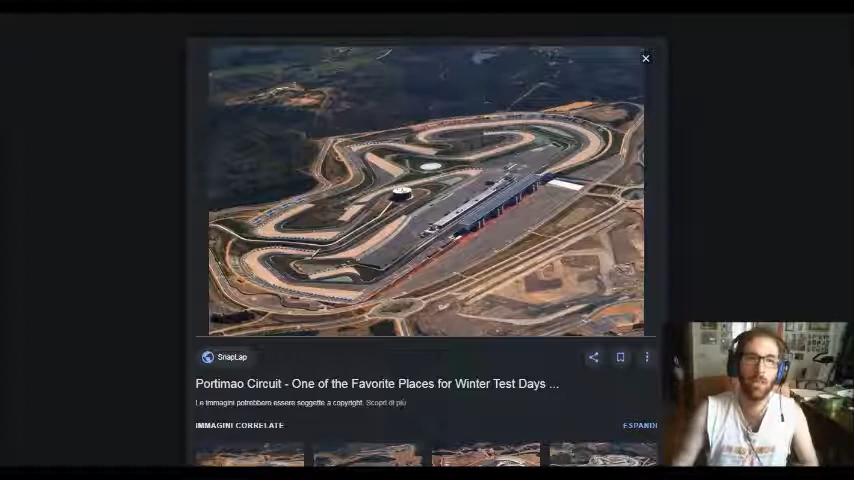 SnapLap
Portimao Circuit - One of the Favorite Places for Winter Test Days ...
Le immagini potrebbero essere soggette a copyright. Scopri di più
IMMAGINI CORRELATE
ESPANDI